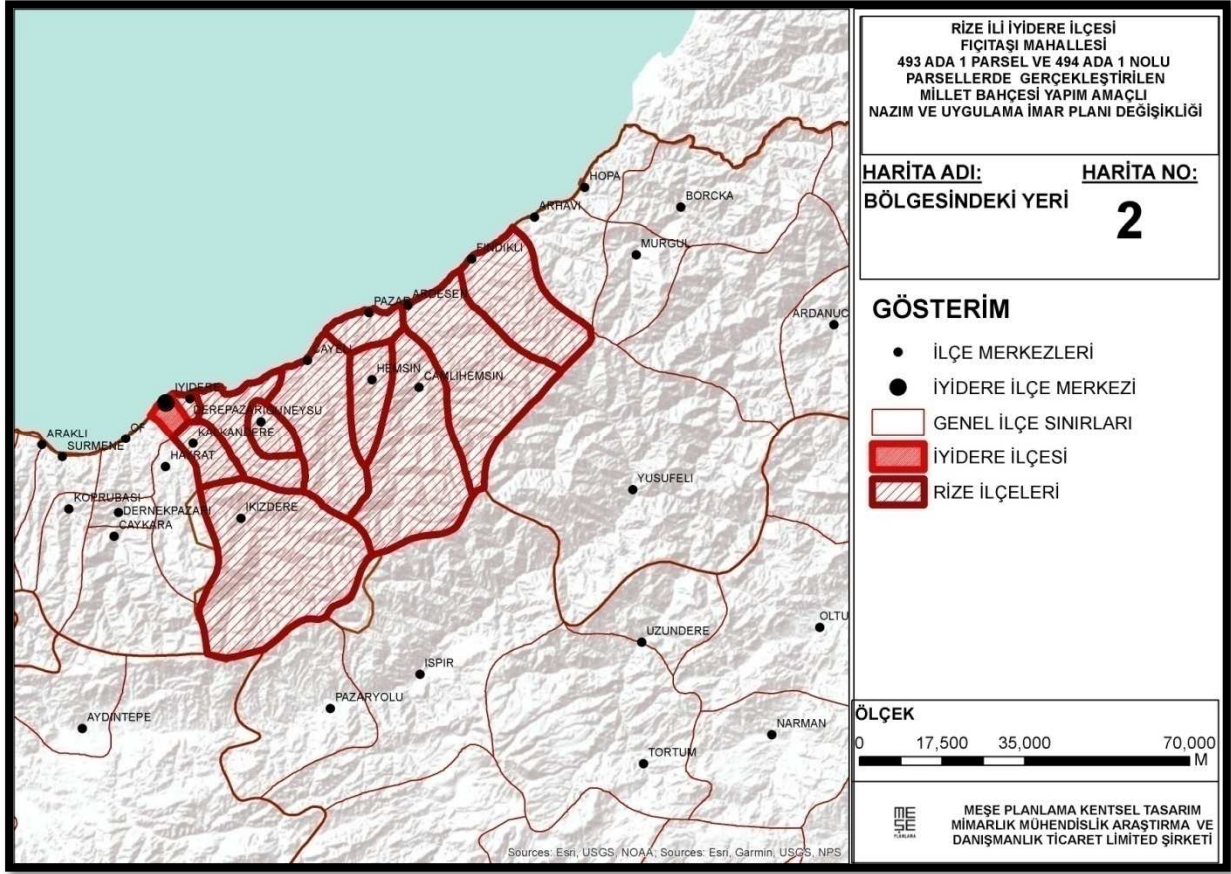 RİZE İLİ İYİDERE İLÇESİ
FIÇITAŞI MAHALLESİ
493 ADA 1 PARSEL VE 494 ADA 1 NOLU
PARSELLERDE GERÇEKLEŞTİRİLEN
MİLLET BAHÇESİ YAPIM AMAÇLI
NAZIM VE UYGULAMA İMAR PLANI DEĞİŞİKLİĞİ
HARİTA ADI:
BÖLGESİNDEKİ YERİ
HARİTA NO:
2
GÖSTERİM
İLÇE MERKEZLERİ
İYİDERE İLÇE MERKEZİ
GENEL İLÇE SINIRLARI
İYİDERE İLÇESİ
RİZE İLÇELERİ
ÖLÇEK
0 17,500 35,000 70,000
M
MEŞE
PLANLAMA
MEŞE PLANLAMA KENTSEL TASARIM
MİMARLIK MÜHENDİSLİK ARAŞTIRMA VE
DANIŞMANLIK TİCARET LİMİTED ŞİRKETİ
HOPA
BORCKA
ARHAVI
MURGUL
FINDIKLI
ARDESEN
PAZAR
ARDANUC
CAYELI
HEMSIN
CAMLIHEMSIN
IYIDERE
DEREPAZARI
GUNEYSU
OF
KALKANDERE
ARAKLI
SURMENE
HAYRAT
YUSUFELI
KOPRUBASI
DERNEKPAZARI
IKIZDERE
CAYKARA
OLTU
UZUNDERE
ISPIR
PAZARYOLU
AYDINTEPE
NARMAN
TORTUM
Sources: Esri, USGS, NOAA; Sources: Esri, Garmin, USGS, NPS